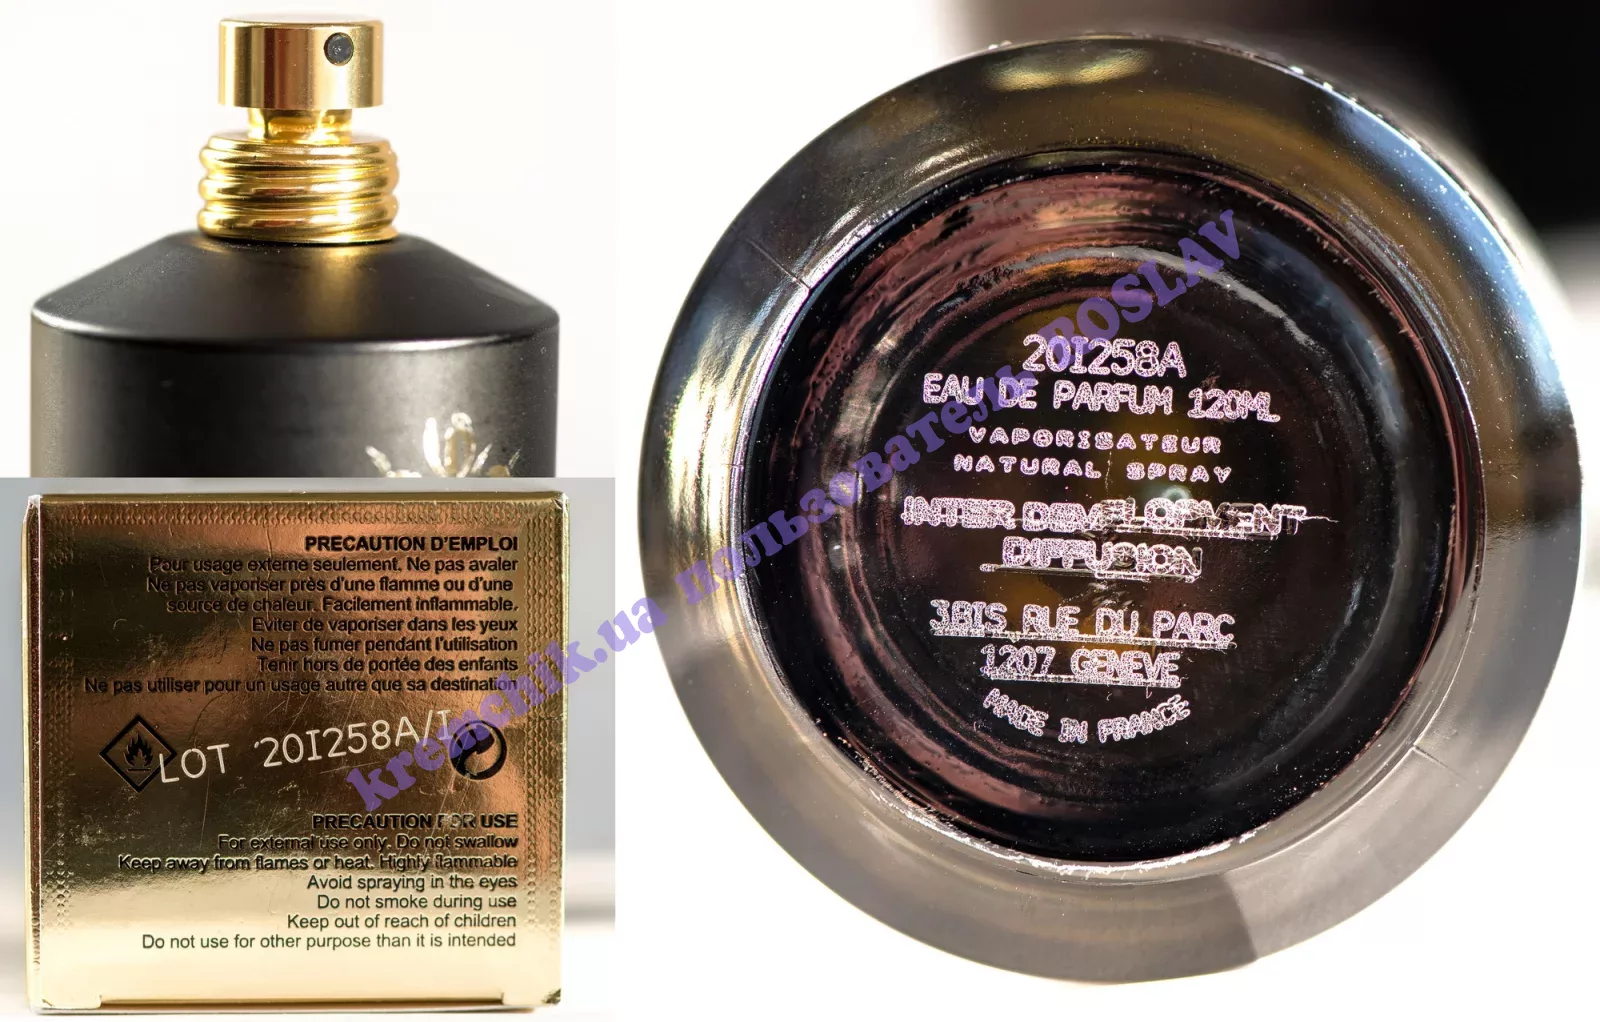 PRECAUTION D'EMPLOI
Pour usage externe seulement. Ne pas avaler
Ne pas vaporiser près d'une flamme ou d'une
source de chaleur. Facilement inflammable.
Eviter de vaporiser dans les yeux
Ne pas fumer pendant l'utilisation
Tenir hors de portée des enfants
Ne pas utiliser pour un usage autre que sa destination
LOT 20I258A/I
PRECAUTION FOR USE
For external use only. Do not swallow
Keep away from flames or heat. Highly flammable
Avoid spraying in the eyes
Do not smoke during use
Keep out of reach of children
Do not use for other purpose than it is intended
20I258A
EAU DE PARFUM 120ML
VAPORISATEUR
NATURAL SPRAY
INTER DEVELOPMENT
DIFFUSION
3BIS RUE DU PARC
1207 GENEVE
MADE IN FRANCE
kremchik.ua пользователь ROSLAV